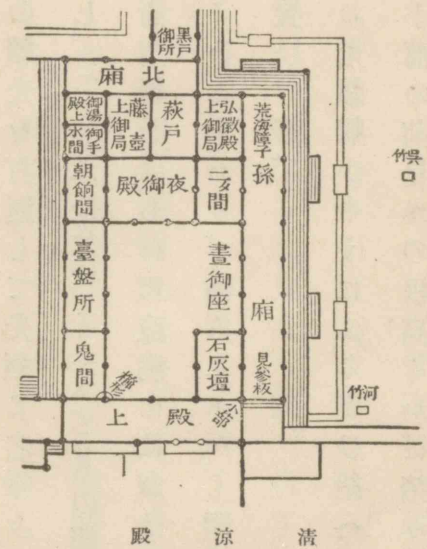 黒戸
御所
北廂
荒海障子
弘徽殿
上御局
萩戸
藤壺
上御局
御湯
殿上
御手
水間
孫廂
二タ間
夜御殿
朝餉間
呉竹
晝御座
臺盤所
石灰壇
鬼間
見参板
河竹
小蔀
櫛形
殿上
清涼殿